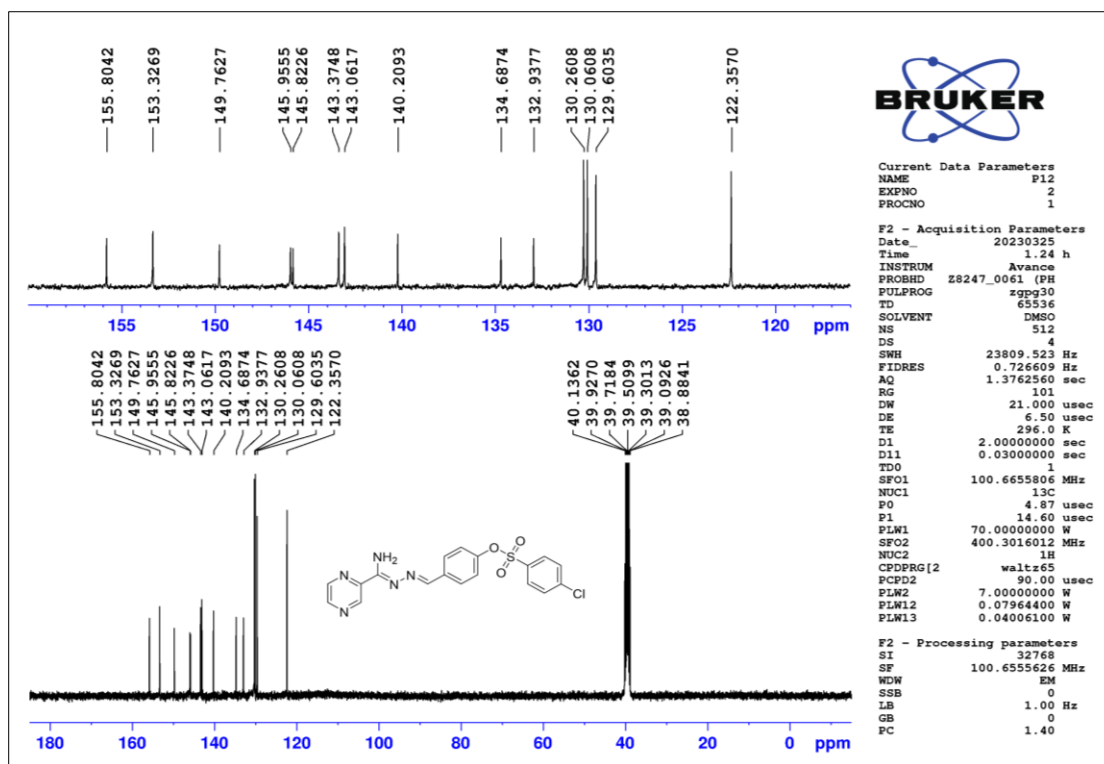 155.8042
153.3269
149.7627
145.9555
145.8226
143.3748
143.0617
140.2093
134.6874
132.9377
130.2608
130.0608
129.6035
122.3570
155 150 145 140 135 130 125 120 ppm
155.8042
153.3269
149.7627
145.9555
145.8226
143.3748
143.0617
140.2093
134.6874
132.9377
130.2608
130.0608
129.6035
122.3570
40.1362
39.9270
39.7184
39.5099
39.3013
39.0926
38.8841
NH2
N
N
N
N
O
O
S
O
Cl
180 160 140 120 100 80 60 40 20 0 ppm
BRUKER
Current Data Parameters
NAME P12
EXPNO 2
PROCNO 1
F2 - Acquisition Parameters
Date_ 20230325
Time 1.24 h
INSTRUM Avance
PROBHD Z8247_0061 (PH
PULPROG zgpg30
TD 65536
SOLVENT DMSO
NS 512
DS 4
SWH 23809.523 Hz
FIDRES 0.726609 Hz
AQ 1.3762560 sec
RG 101
DW 21.000 usec
DE 6.50 usec
TE 296.0 K
D1 2.00000000 sec
D11 0.03000000 sec
TD0 1
SFO1 100.6655806 MHz
NUC1 13C
P0 4.87 usec
P1 14.60 usec
PLW1 70.00000000 W
SFO2 400.3016012 MHz
NUC2 1H
CPDPRG[2 waltz65
PCPD2 90.00 usec
PLW2 7.00000000 W
PLW12 0.07964400 W
PLW13 0.04006100 W
F2 - Processing parameters
SI 32768
SF 100.6555626 MHz
WDW EM
SSB 0
LB 1.00 Hz
GB 0
PC 1.40